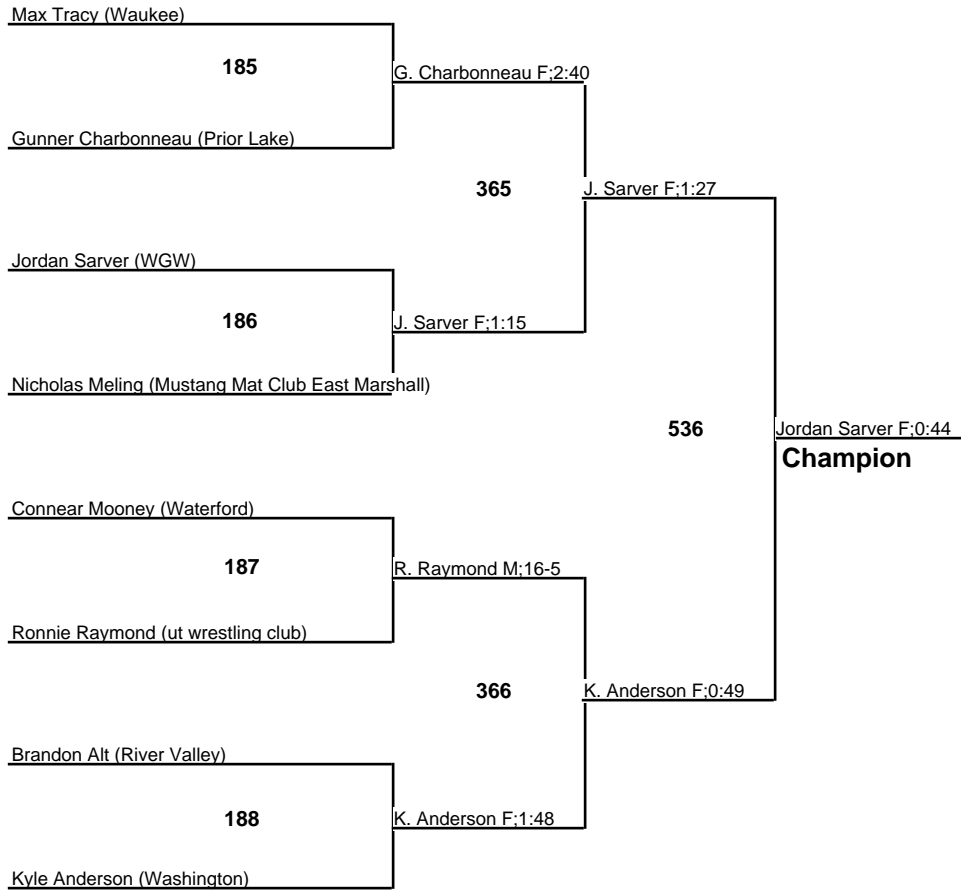 Max Tracy (Waukee)
185
G. Charbonneau F;2:40
Gunner Charbonneau (Prior Lake)
365
J. Sarver F;1:27
Jordan Sarver (WGW)
186
J. Sarver F;1:15
Nicholas Meling (Mustang Mat Club East Marshall)
536
Jordan Sarver F;0:44
Champion
Connear Mooney (Waterford)
187
R. Raymond M;16-5
Ronnie Raymond (ut wrestling club)
366
K. Anderson F;0:49
Brandon Alt (River Valley)
188
K. Anderson F;1:48
Kyle Anderson (Washington)